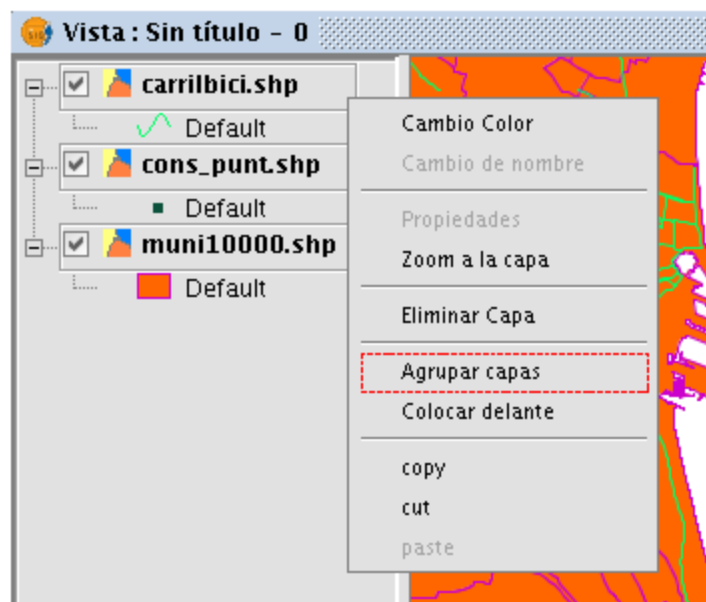 Vista : Sin título - 0
carrilbici.shp
Default
cons_punt.shp
Default
muni10000.shp
Default
Cambio Color
Cambio de nombre
Propiedades
Zoom a la capa
Eliminar Capa
Agrupar capas
Colocar delante
copy
cut
paste